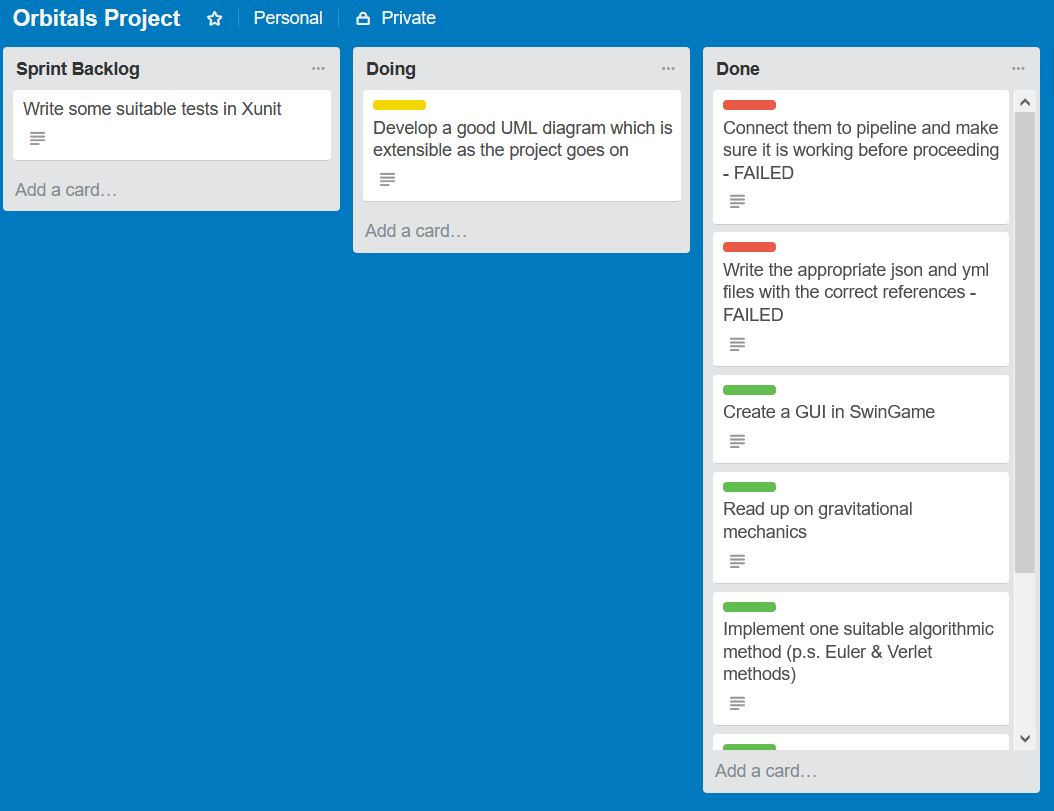 Orbitals Project Personal Private
Sprint Backlog
Write some suitable tests in Xunit
Add a card…
Doing
Develop a good UML diagram which is
extensible as the project goes on
Add a card…
Done
Connect them to pipeline and make
sure it is working before proceeding
- FAILED
Write the appropriate json and yml
files with the correct references -
FAILED
Create a GUI in SwinGame
Read up on gravitational
mechanics
Implement one suitable algorithmic
method (p.s. Euler & Verlet
methods)
Add a card…